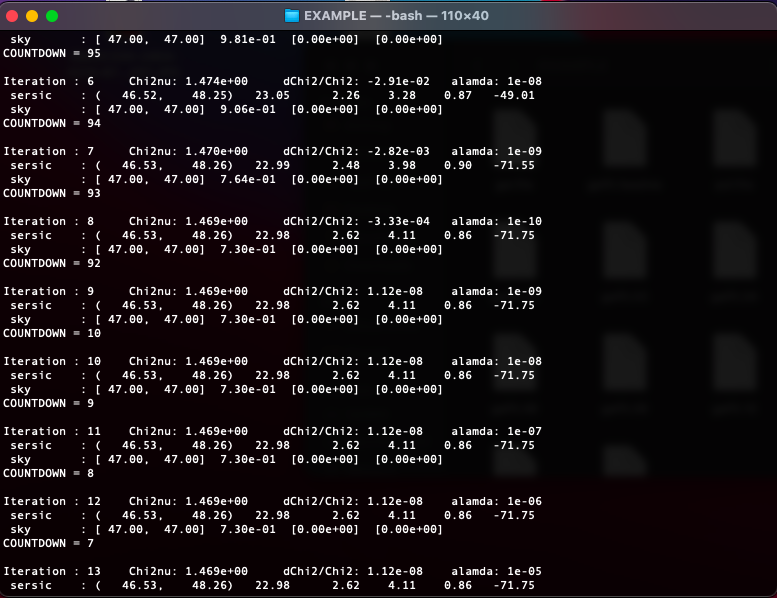 EXAMPLE — -bash — 110×40
sky       : [ 47.00,  47.00]  9.81e-01  [0.00e+00]  [0.00e+00]
COUNTDOWN = 95
Iteration : 6     Chi2nu: 1.474e+00     dChi2/Chi2: -2.91e-02   alamda: 1e-08
sersic    : (   46.52,    48.25)   23.05      2.26    3.28    0.87   -49.01
sky       : [ 47.00,  47.00]  9.06e-01  [0.00e+00]  [0.00e+00]
COUNTDOWN = 94
Iteration : 7     Chi2nu: 1.470e+00     dChi2/Chi2: -2.82e-03   alamda: 1e-09
sersic    : (   46.53,    48.26)   22.99      2.48    3.98    0.90   -71.55
sky       : [ 47.00,  47.00]  7.64e-01  [0.00e+00]  [0.00e+00]
COUNTDOWN = 93
Iteration : 8     Chi2nu: 1.469e+00     dChi2/Chi2: -3.33e-04   alamda: 1e-10
sersic    : (   46.53,    48.26)   22.98      2.62    4.11    0.86   -71.75
sky       : [ 47.00,  47.00]  7.30e-01  [0.00e+00]  [0.00e+00]
COUNTDOWN = 92
Iteration : 9     Chi2nu: 1.469e+00     dChi2/Chi2: 1.12e-08    alamda: 1e-09
sersic    : (   46.53,    48.26)   22.98      2.62    4.11    0.86   -71.75
sky       : [ 47.00,  47.00]  7.30e-01  [0.00e+00]  [0.00e+00]
COUNTDOWN = 10
Iteration : 10    Chi2nu: 1.469e+00     dChi2/Chi2: 1.12e-08    alamda: 1e-08
sersic    : (   46.53,    48.26)   22.98      2.62    4.11    0.86   -71.75
sky       : [ 47.00,  47.00]  7.30e-01  [0.00e+00]  [0.00e+00]
COUNTDOWN = 9
Iteration : 11    Chi2nu: 1.469e+00     dChi2/Chi2: 1.12e-08    alamda: 1e-07
sersic    : (   46.53,    48.26)   22.98      2.62    4.11    0.86   -71.75
sky       : [ 47.00,  47.00]  7.30e-01  [0.00e+00]  [0.00e+00]
COUNTDOWN = 8
Iteration : 12    Chi2nu: 1.469e+00     dChi2/Chi2: 1.12e-08    alamda: 1e-06
sersic    : (   46.53,    48.26)   22.98      2.62    4.11    0.86   -71.75
sky       : [ 47.00,  47.00]  7.30e-01  [0.00e+00]  [0.00e+00]
COUNTDOWN = 7
Iteration : 13    Chi2nu: 1.469e+00     dChi2/Chi2: 1.12e-08    alamda: 1e-05
sersic    : (   46.53,    48.26)   22.98      2.62    4.11    0.86   -71.75